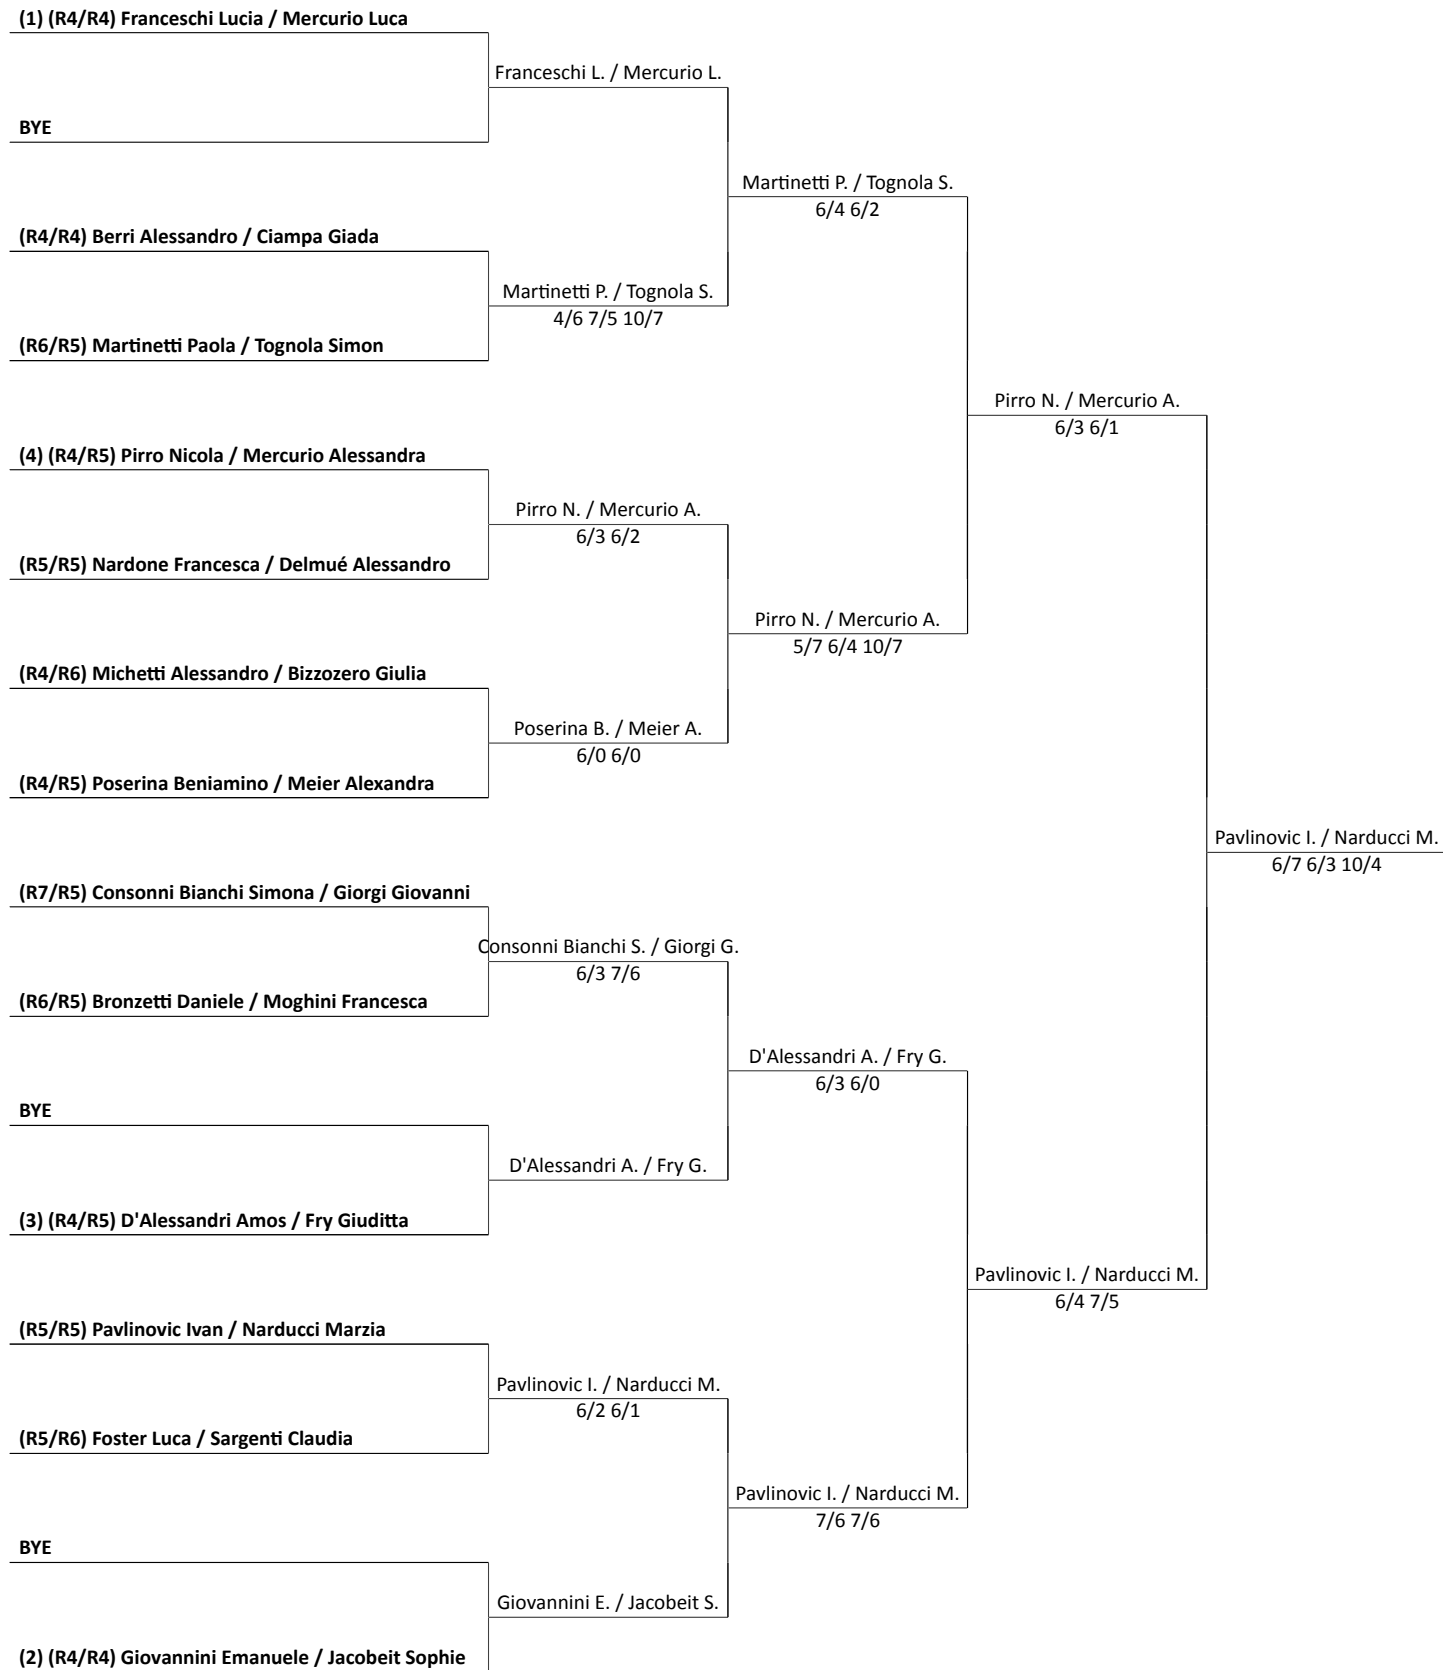 (1) (R4/R4) Franceschi Lucia / Mercurio Luca
Franceschi L. / Mercurio L.
BYE
Martinetti P. / Tognola S.
6/4 6/2
(R4/R4) Berri Alessandro / Ciampa Giada
Martinetti P. / Tognola S.
4/6 7/5 10/7
(R6/R5) Martinetti Paola / Tognola Simon
Pirro N. / Mercurio A.
6/3 6/1
(4) (R4/R5) Pirro Nicola / Mercurio Alessandra
Pirro N. / Mercurio A.
6/3 6/2
(R5/R5) Nardone Francesca / Delmué Alessandro
Pirro N. / Mercurio A.
5/7 6/4 10/7
(R4/R6) Michetti Alessandro / Bizzozero Giulia
Poserina B. / Meier A.
6/0 6/0
(R4/R5) Poserina Beniamino / Meier Alexandra
Pavlinovic I. / Narducci M.
6/7 6/3 10/4
(R7/R5) Consonni Bianchi Simona / Giorgi Giovanni
Consonni Bianchi S. / Giorgi G.
6/3 7/6
(R6/R5) Bronzetti Daniele / Moghini Francesca
D'Alessandri A. / Fry G.
6/3 6/0
BYE
D'Alessandri A. / Fry G.
(3) (R4/R5) D'Alessandri Amos / Fry Giuditta
Pavlinovic I. / Narducci M.
6/4 7/5
(R5/R5) Pavlinovic Ivan / Narducci Marzia
Pavlinovic I. / Narducci M.
6/2 6/1
(R5/R6) Foster Luca / Sargenti Claudia
Pavlinovic I. / Narducci M.
7/6 7/6
BYE
Giovannini E. / Jacobeit S.
(2) (R4/R4) Giovannini Emanuele / Jacobeit Sophie